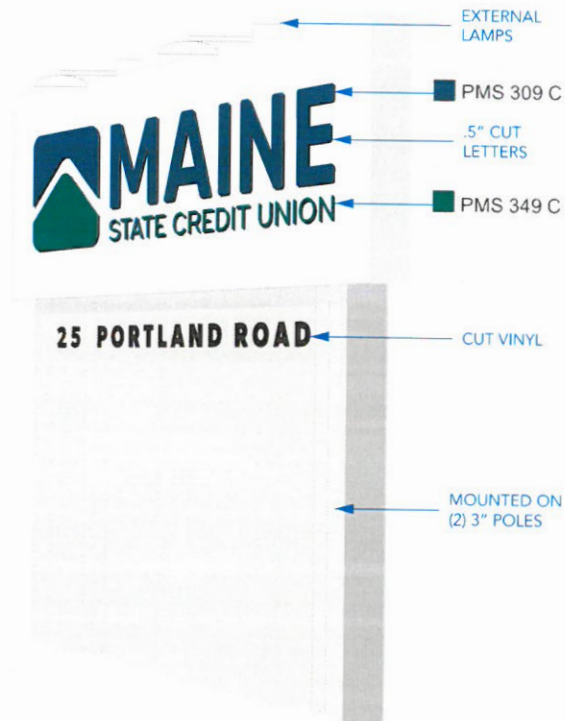 EXTERNAL
LAMPS
PMS 309 C
MAINE
.5" CUT
LETTERS
STATE CREDIT UNION
PMS 349 C
25 PORTLAND ROAD
CUT VINYL
MOUNTED ON
(2) 3" POLES